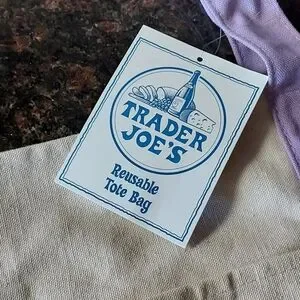 TRADER
JOE'S
Reusable
Tote Bag